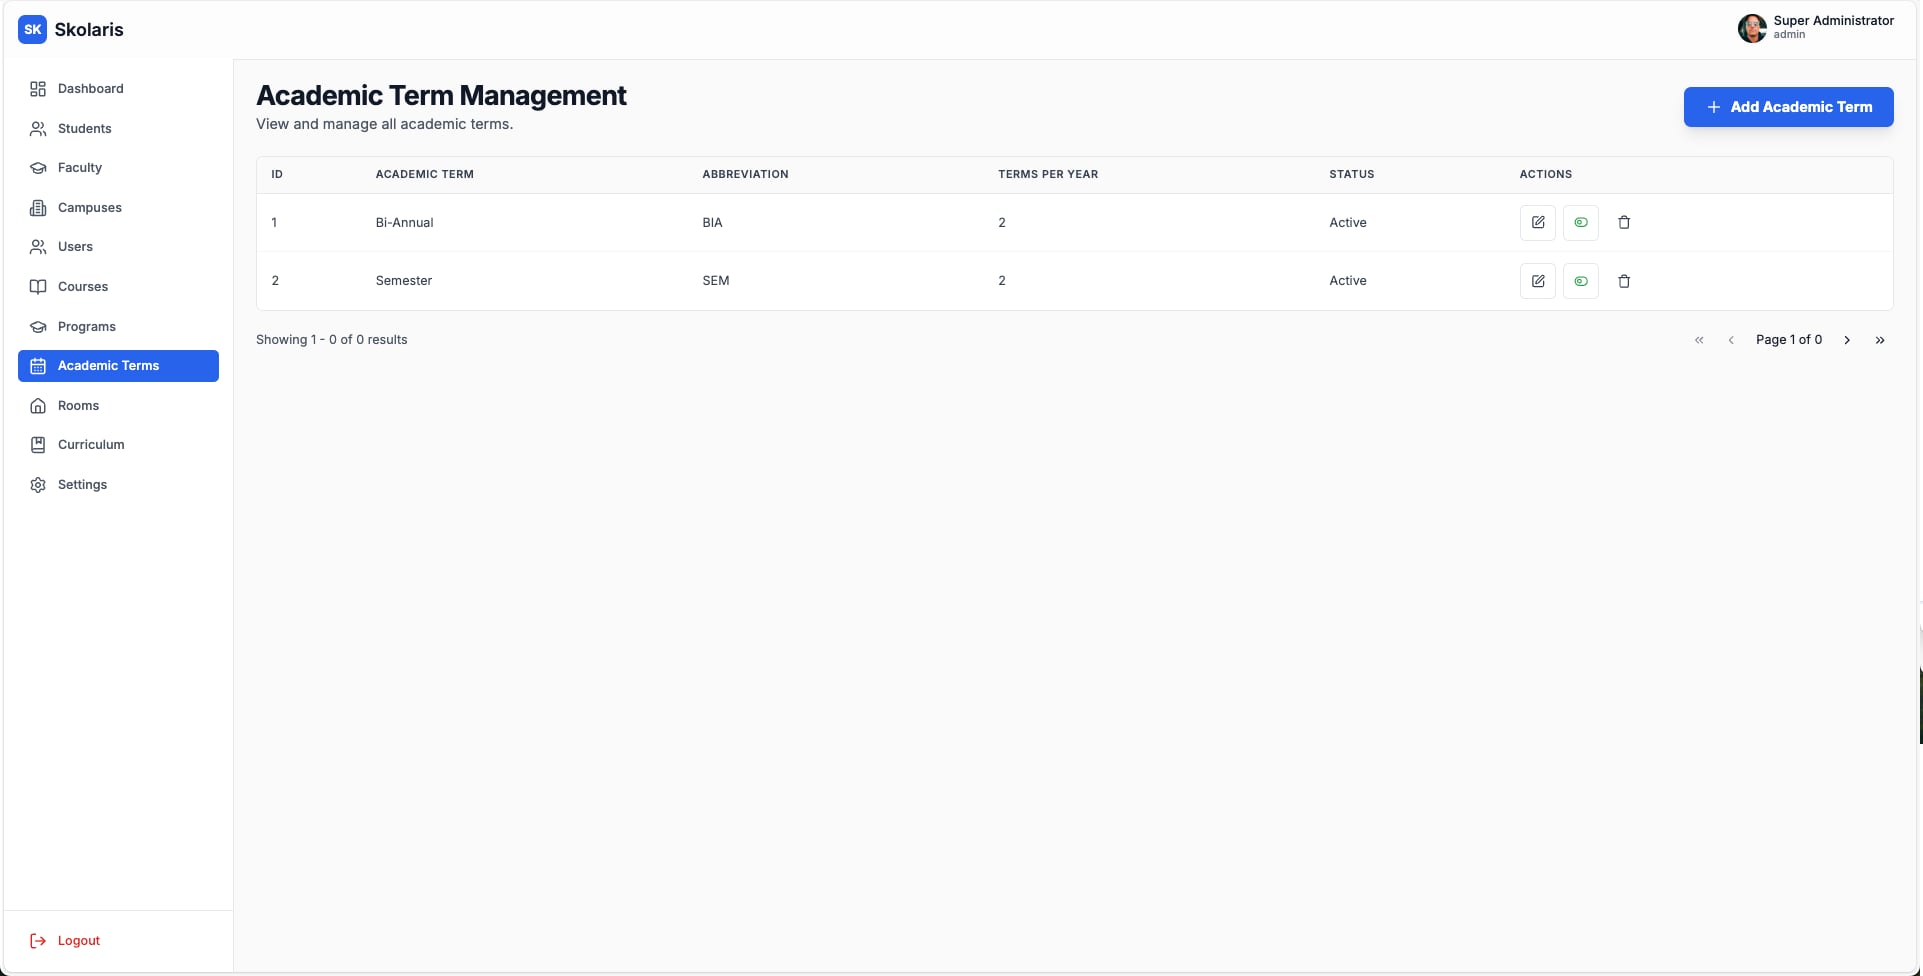 SK Skolaris
Super Administrator
admin
Dashboard
Students
Faculty
Campuses
Users
Courses
Programs
Academic Terms
Rooms
Curriculum
Settings
Logout
Academic Term Management
View and manage all academic terms.
+ Add Academic Term
ID ACADEMIC TERM ABBREVIATION TERMS PER YEAR STATUS ACTIONS
1 Bi-Annual BIA 2 Active
2 Semester SEM 2 Active
Showing 1 - 0 of 0 results
« ‹ Page 1 of 0 › »